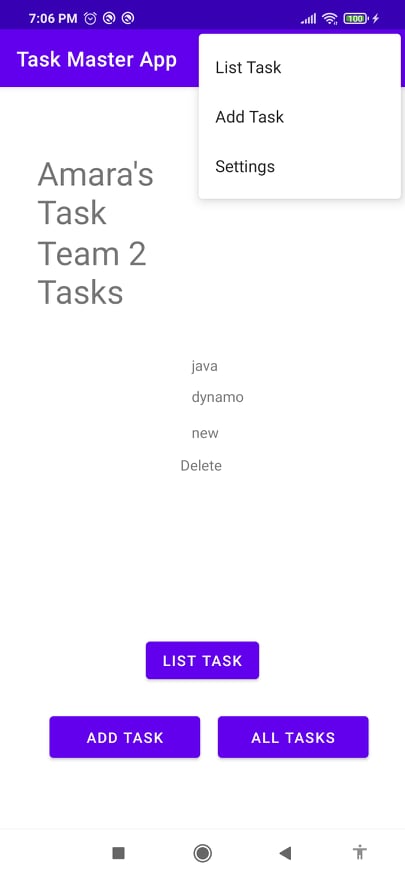 7:06 PM
100
Task Master App
List Task
Add Task
Settings
Amara's
Task
Team 2
Tasks
java
dynamo
new
Delete
LIST TASK
ADD TASK
ALL TASKS